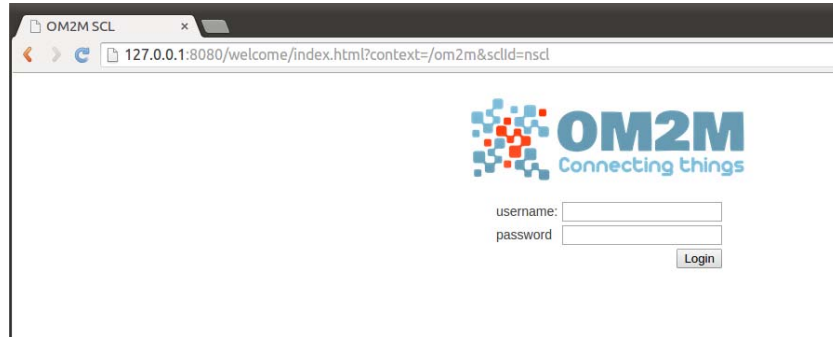 OM2M SCL
127.0.0.1:8080/welcome/index.html?context=/om2m&sclId=nscl
OM2M
Connecting things
username:
password
Login